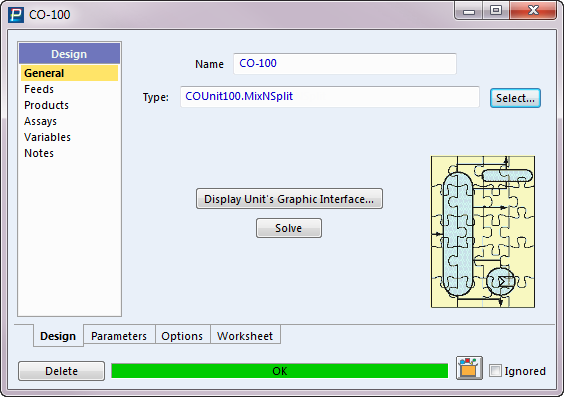 CO-100
Design
General
Feeds
Products
Assays
Variables
Notes
Name CO-100
Type: COUnit100.MixNSplit Select...
Display Unit's Graphic Interface...
Solve
Design Parameters Options Worksheet
Delete OK Ignored